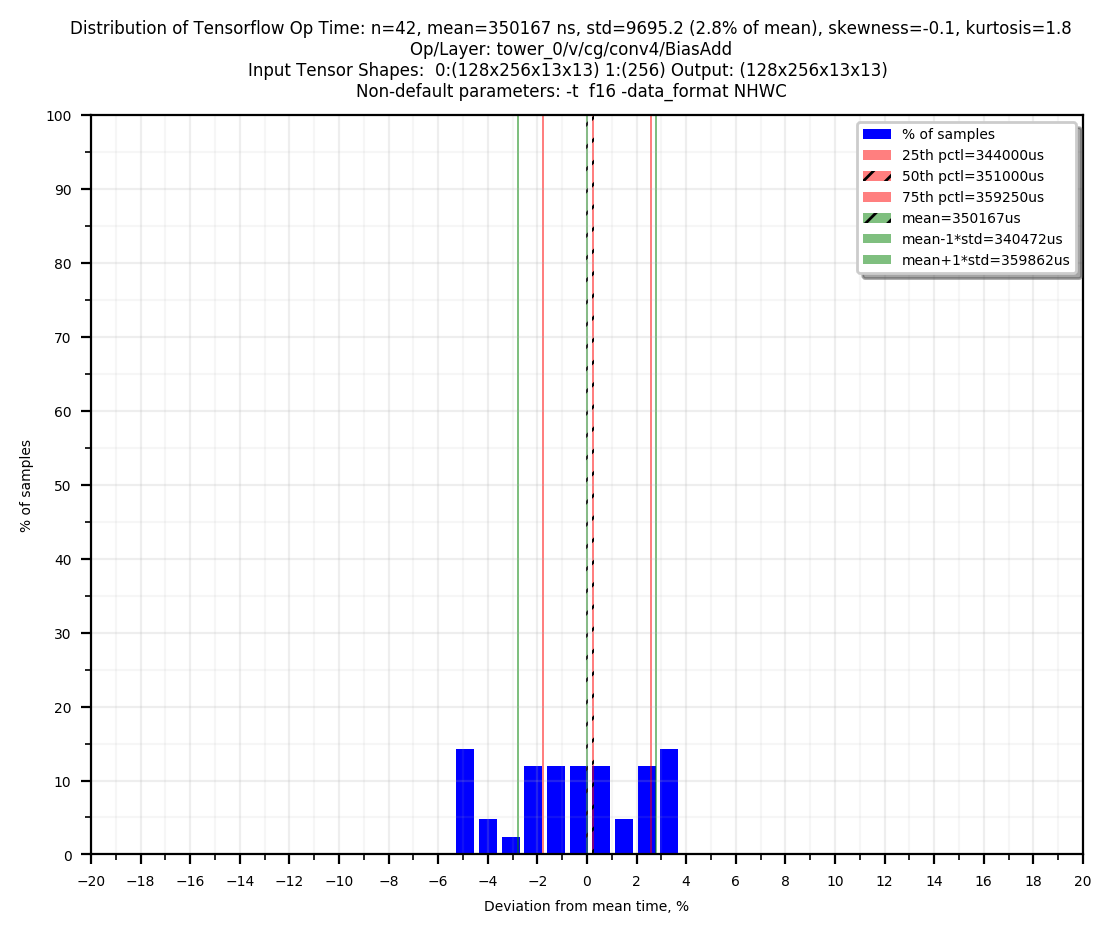 Distribution of Tensorflow Op Time: n=42, mean=350167 ns, std=9695.2 (2.8% of mean), skewness=-0.1, kurtosis=1.8
Op/Layer: tower_0/v/cg/conv4/BiasAdd
Input Tensor Shapes:  0:(128x256x13x13) 1:(256) Output: (128x256x13x13)
Non-default parameters: -t  f16 -data_format NHWC
100
90
80
70
60
50
40
30
20
10
0
% of samples
% of samples
25th pctl=344000us
50th pctl=351000us
75th pctl=359250us
mean=350167us
mean-1*std=340472us
mean+1*std=359862us
−20 −18 −16 −14 −12 −10 −8 −6 −4 −2 0 2 4 6 8 10 12 14 16 18 20
Deviation from mean time, %